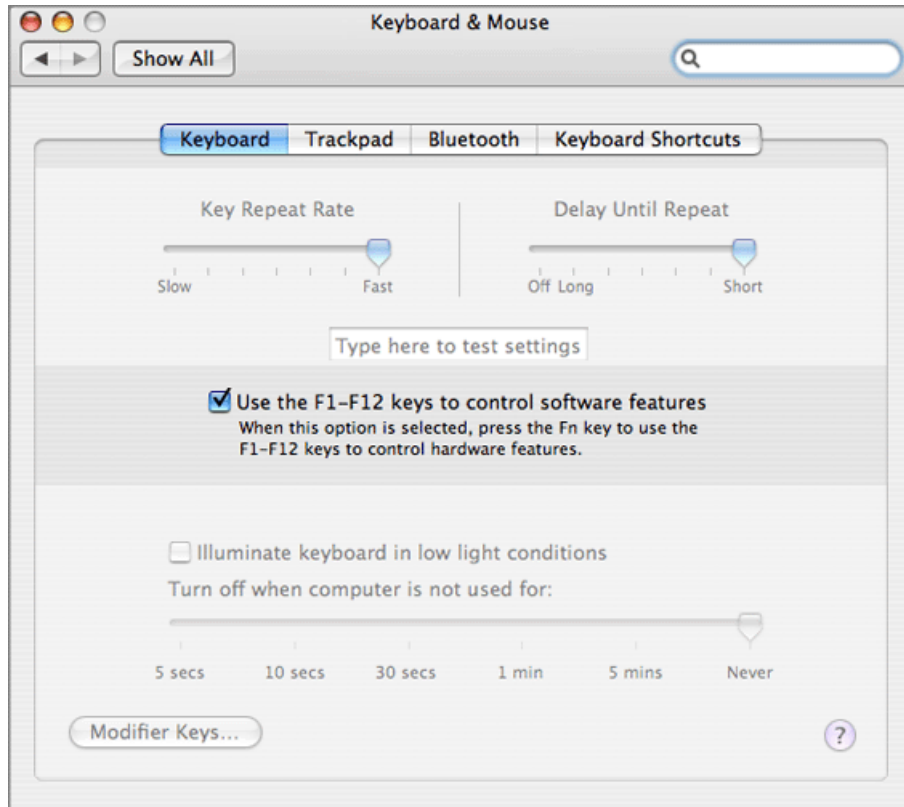 Keyboard & Mouse
Show All
Keyboard Trackpad Bluetooth Keyboard Shortcuts
Key Repeat Rate Delay Until Repeat
Slow Fast Off Long Short
Type here to test settings
Use the F1-F12 keys to control software features
When this option is selected, press the Fn key to use the
F1-F12 keys to control hardware features.
Illuminate keyboard in low light conditions
Turn off when computer is not used for:
5 secs 10 secs 30 secs 1 min 5 mins Never
Modifier Keys... ?